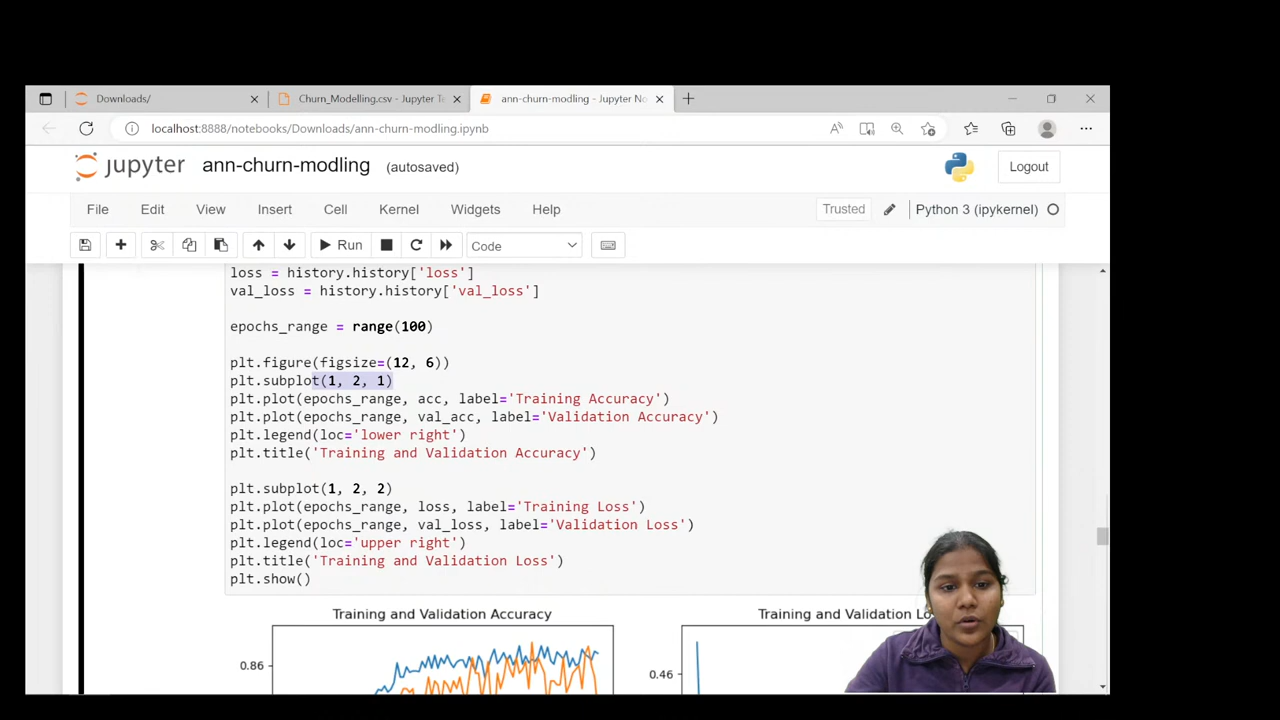 Downloads/
Churn_Modelling.csv - Jupyter Te
ann-churn-modling - Jupyter No
localhost:8888/notebooks/Downloads/ann-churn-modling.ipynb
jupyter ann-churn-modling (autosaved)
Logout
File Edit View Insert Cell Kernel Widgets Help
Trusted
Python 3 (ipykernel)
Run
Code
loss = history.history['loss']
val_loss = history.history['val_loss']
epochs_range = range(100)
plt.figure(figsize=(12, 6))
plt.subplot(1, 2, 1)
plt.plot(epochs_range, acc, label='Training Accuracy')
plt.plot(epochs_range, val_acc, label='Validation Accuracy')
plt.legend(loc='lower right')
plt.title('Training and Validation Accuracy')
plt.subplot(1, 2, 2)
plt.plot(epochs_range, loss, label='Training Loss')
plt.plot(epochs_range, val_loss, label='Validation Loss')
plt.legend(loc='upper right')
plt.title('Training and Validation Loss')
plt.show()
Training and Validation Accuracy
Training and Validation Lo
0.86
0.46